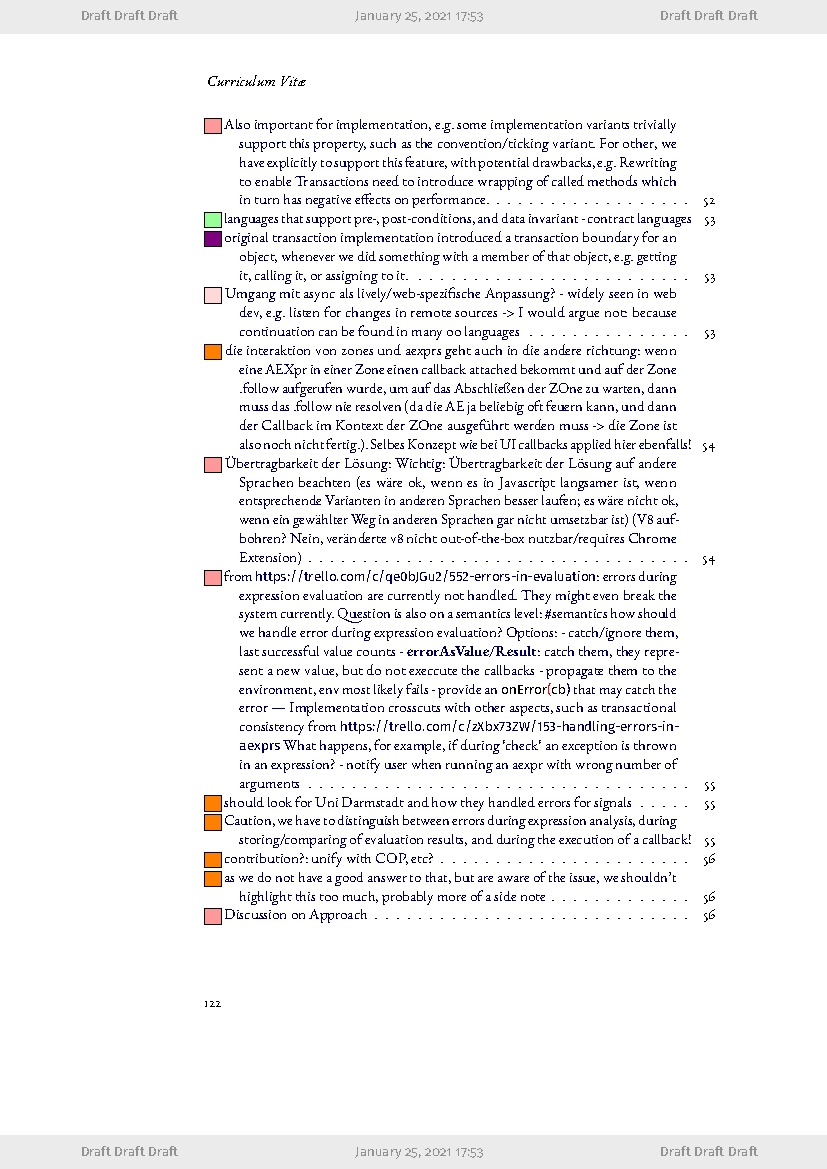 Draft Draft Draft January 25, 2021 17:53 Draft Draft Draft
Curriculum Vitæ
Also important for implementation, e.g. some implementation variants trivially
support this property, such as the convention/ticking variant. For other, we
have explicitly to support this feature, with potential drawbacks, e.g. Rewriting
to enable Transactions need to introduce wrapping of called methods which
in turn has negative effects on performance. . . . . . . . . . . . . . . . . . . . 52
languages that support pre-, post-conditions, and data invariant - contract languages 53
original transaction implementation introduced a transaction boundary for an
object, whenever we did something with a member of that object, e.g. getting
it, calling it, or assigning to it. . . . . . . . . . . . . . . . . . . . . . . . . . 53
Umgang mit async als lively/web-spezifische Anpassung? - widely seen in web
dev, e.g. listen for changes in remote sources -> I would argue not: because
continuation can be found in many oo languages . . . . . . . . . . . . . . . 53
die interaktion von zones und aexprs geht auch in die andere richtung: wenn
eine AEXpr in einer Zone einen callback attached bekommt und auf der Zone
.follow aufgerufen wurde, um auf das Abschließen der ZOne zu warten, dann
muss das .follow nie resolven (da die AE ja beliebig oft feuern kann, und dann
der Callback im Kontext der ZOne ausgeführt werden muss -> die Zone ist
also noch nicht fertig.). Selbes Konzept wie bei UI callbacks applied hier ebenfalls! 54
Übertragbarkeit der Lösung: Wichtig: Übertragbarkeit der Lösung auf andere
Sprachen beachten (es wäre ok, wenn es in Javascript langsamer ist, wenn
entsprechende Varianten in anderen Sprachen besser laufen; es wäre nicht ok,
wenn ein gewählter Weg in anderen Sprachen gar nicht umsetzbar ist) (V8 auf-
bohren? Nein, veränderte v8 nicht out-of-the-box nutzbar/requires Chrome
Extension) . . . . . . . . . . . . . . . . . . . . . . . . . . . . . . . . . . . 54
from https://trello.com/c/qe0bJGu2/552-errors-in-evaluation: errors during
expression evaluation are currently not handled. They might even break the
system currently. Question is also on a semantics level: #semantics how should
we handle error during expression evaluation? Options: - catch/ignore them,
last successful value counts - errorAsValue/Result: catch them, they repre-
sent a new value, but do not execcute the callbacks - propagate them to the
environment, env most likely fails - provide an onError(cb) that may catch the
error — Implementation crosscuts with other aspects, such as transactional
consistency from https://trello.com/c/zXbx73ZW/153-handling-errors-in-
aexprs What happens, for example, if during 'check' an exception is thrown
in an expression? - notify user when running an aexpr with wrong number of
arguments . . . . . . . . . . . . . . . . . . . . . . . . . . . . . . . . . . . 55
should look for Uni Darmstadt and how they handled errors for signals . . . . . 55
Caution, we have to distinguish between errors during expression analysis, during
storing/comparing of evaluation results, and during the execution of a callback! 55
contribution?: unify with COP, etc? . . . . . . . . . . . . . . . . . . . . . . . 56
as we do not have a good answer to that, but are aware of the issue, we shouldn't
highlight this too much, probably more of a side note . . . . . . . . . . . . . 56
Discussion on Approach . . . . . . . . . . . . . . . . . . . . . . . . . . . . . 56
122
Draft Draft Draft January 25, 2021 17:53 Draft Draft Draft